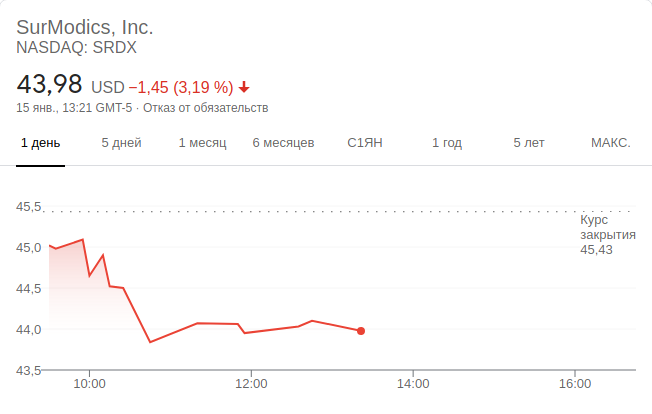 SurModics, Inc.
NASDAQ: SRDX
43,98 USD −1,45 (3,19 %)
15 янв., 13:21 GMT-5 · Отказ от обязательств
1 день 5 дней 1 месяц 6 месяцев С1ЯН 1 год 5 лет МАКС.
45,5
Курс
закрытия
45,43
45,0
44,5
44,0
43,5
10:00 12:00 14:00 16:00